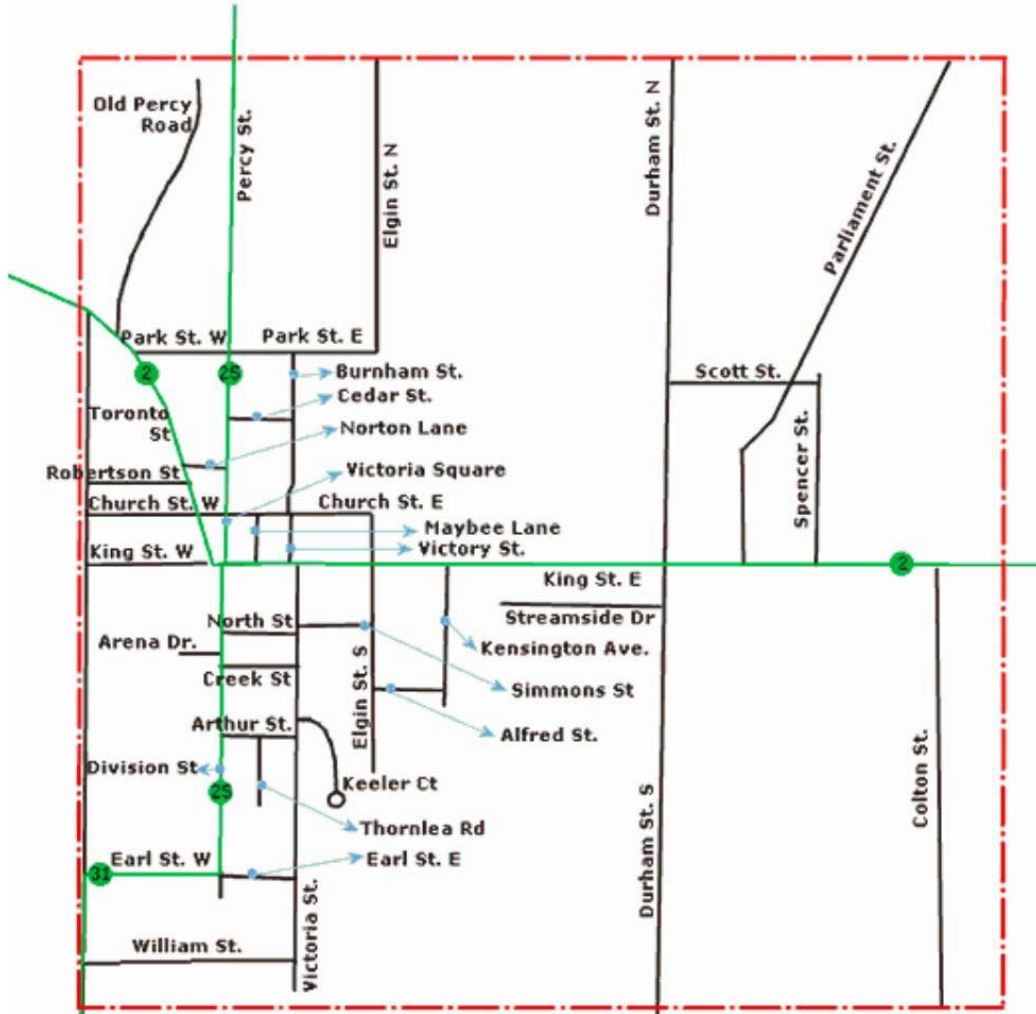 Old Percy
Road
Percy St.
Elgin St. N
Durham St. N
Parliament St.
Park St. W
Park St. E
2
25
Burnham St.
Cedar St.
Scott St.
Toronto
St
Norton Lane
Robertson St
Victoria Square
Spencer St.
Church St. W
Church St. E
Maybee Lane
King St. W
Victory St.
2
King St. E
North St
Streamside Dr
Arena Dr.
Kensington Ave.
Creek St
Elgin St. S
Simmons St
Arthur St.
Alfred St.
Division St
Keeler Ct
25
Colton St.
Thornlea Rd
Durham St. S
Earl St. W
Earl St. E
31
William St.
Victoria St.